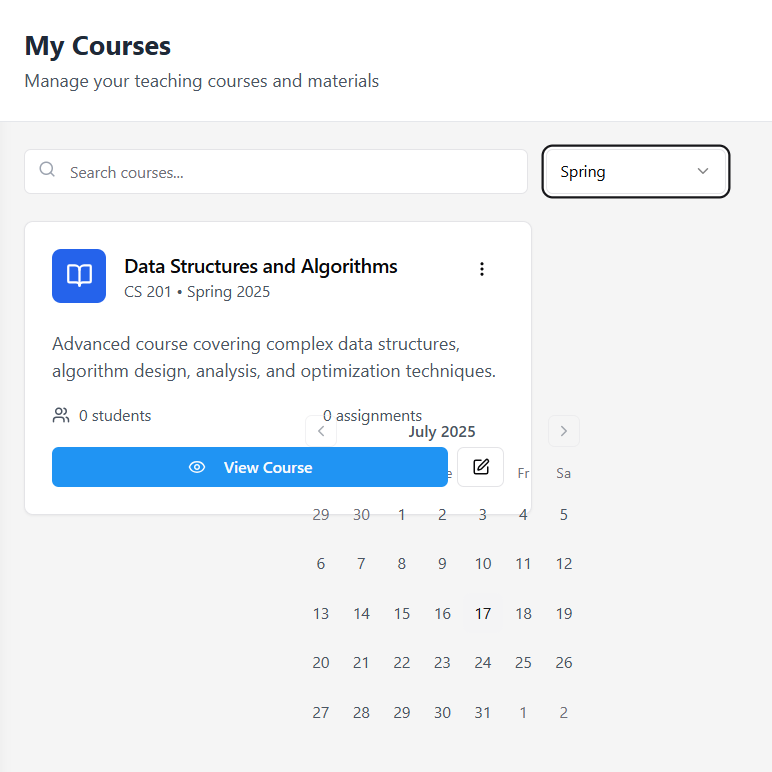 My Courses
Manage your teaching courses and materials
Search courses...
Spring
Data Structures and Algorithms
CS 201 • Spring 2025
Advanced course covering complex data structures,
algorithm design, analysis, and optimization techniques.
0 students
0 assignments
July 2025
View Course
Fr Sa
29 30 1 2 3 4 5
6 7 8 9 10 11 12
13 14 15 16 17 18 19
20 21 22 23 24 25 26
27 28 29 30 31 1 2